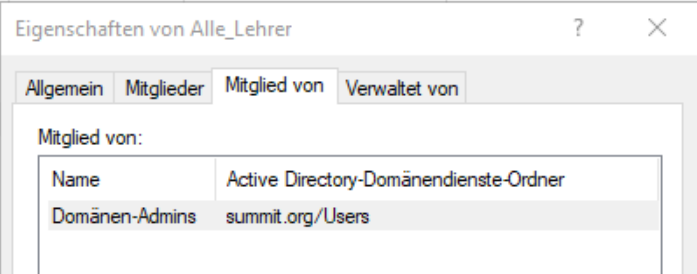 Eigenschaften von Alle_Lehrer ? ×
Allgemein Mitglieder Mitglied von Verwaltet von
Mitglied von:
Name Active Directory-Domänendienste-Ordner
Domänen-Admins summit.org/Users